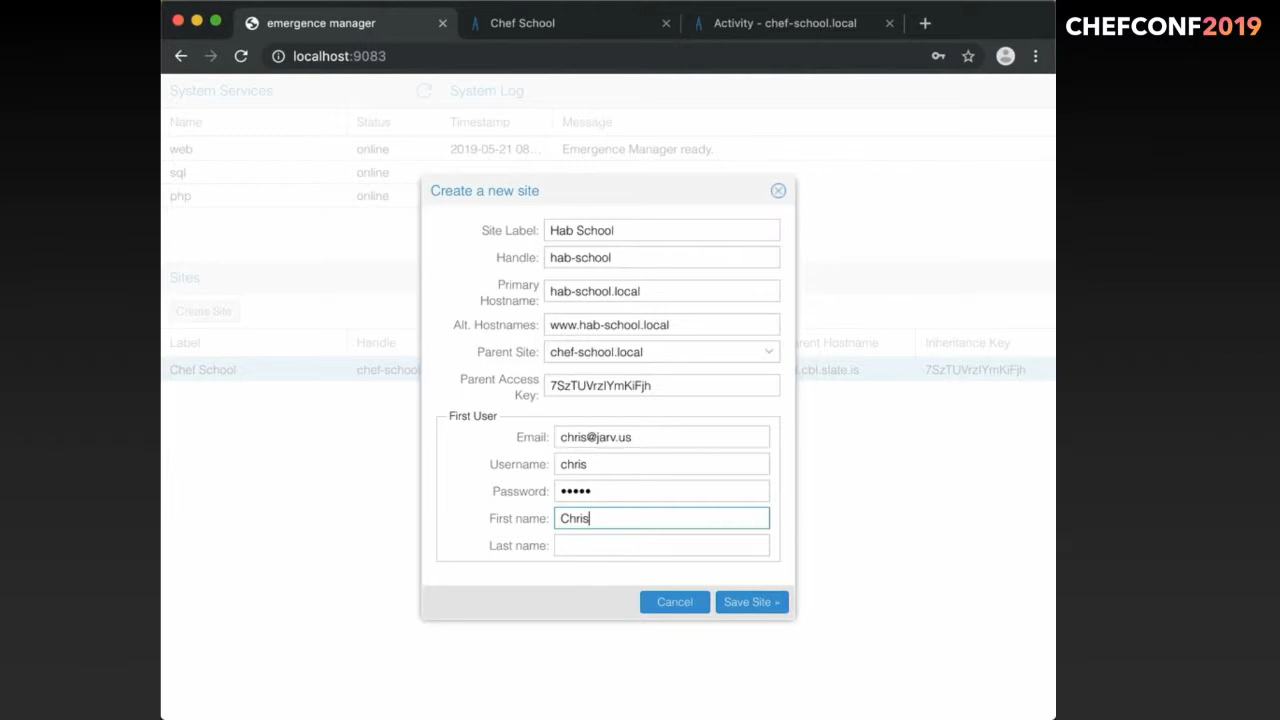 CHEFCONF2019
emergence manager
Chef School
Activity - chef-school.local
localhost:9083
System Services
System Log
Name Status Timestamp Message
web online 2019-05-21 08... Emergence Manager ready.
sql online
php online
Create a new site
Site Label: Hab School
Handle: hab-school
Primary
Hostname: hab-school.local
Alt. Hostnames: www.hab-school.local
Parent Site: chef-school.local
Parent Access
Key: 7SzTUVrzIYmKiFjh
First User
Email: chris@jarv.us
Username: chris
Password: •••••
First name: Chris
Last name:
Cancel Save Site »
Sites
Create Site
Label Handle Hostname Inheritance Key
Chef School chef-school .cbl.slate.is 7SzTUVrzIYmKiFjh